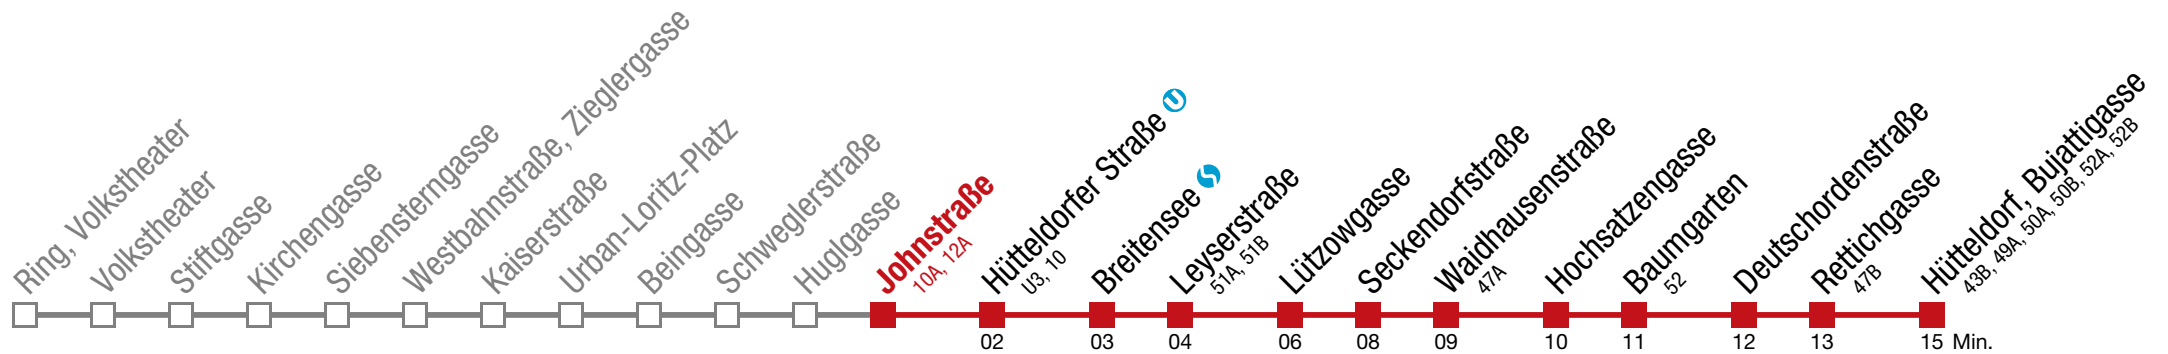 Ring, Volkstheater
Volkstheater
Stiftgasse
Kirchengasse
Siebensterngasse
Westbahnstraße, Zieglergasse
Kaiserstraße
Urban-Loritz-Platz
Beingasse
Schweglerstraße
Huglgasse
Johnstraße
10A, 12A
Hütteldorfer Straße U
U3, 10
Breitensee S
Leyserstraße
51A, 51B
Lützowgasse
Seckendorfstraße
Waidhausenstraße
47A
Hochsatzengasse
Baumgarten
52
Deutschordenstraße
Rettichgasse
47B
Hütteldorf, Bujattigasse
43B, 49A, 50A, 50B, 52A, 52B
02 03 04 06 08 09 10 11 12 13 15 Min.